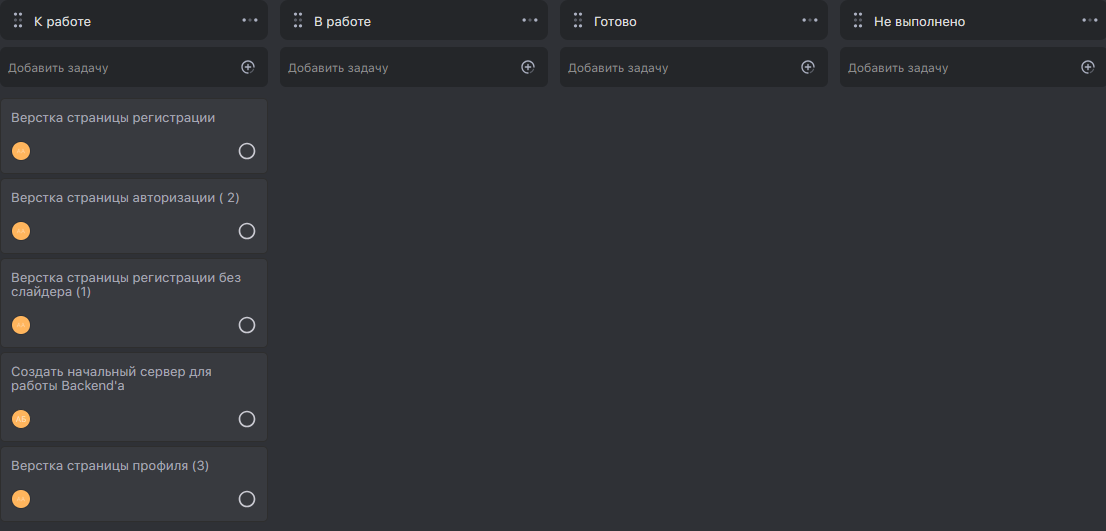 К работе
В работе
Готово
Не выполнено
Добавить задачу
Добавить задачу
Добавить задачу
Добавить задачу
Верстка страницы регистрации
Верстка страницы авторизации ( 2)
Верстка страницы регистрации без
слайдера (1)
Создать начальный сервер для
работы Backend'а
АБ
Верстка страницы профиля (3)